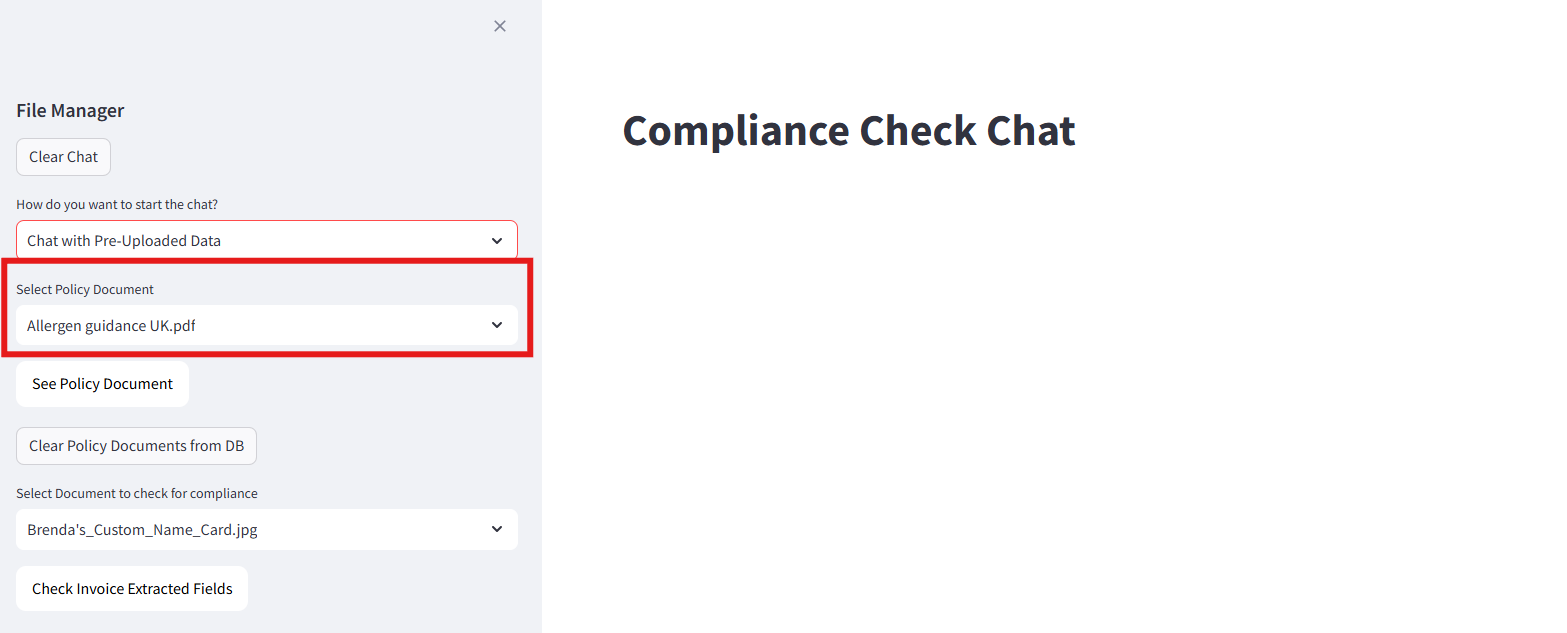 File Manager
Clear Chat
How do you want to start the chat?
Chat with Pre-Uploaded Data
Select Policy Document
Allergen guidance UK.pdf
See Policy Document
Clear Policy Documents from DB
Select Document to check for compliance
Brenda's_Custom_Name_Card.jpg
Check Invoice Extracted Fields
Compliance Check Chat